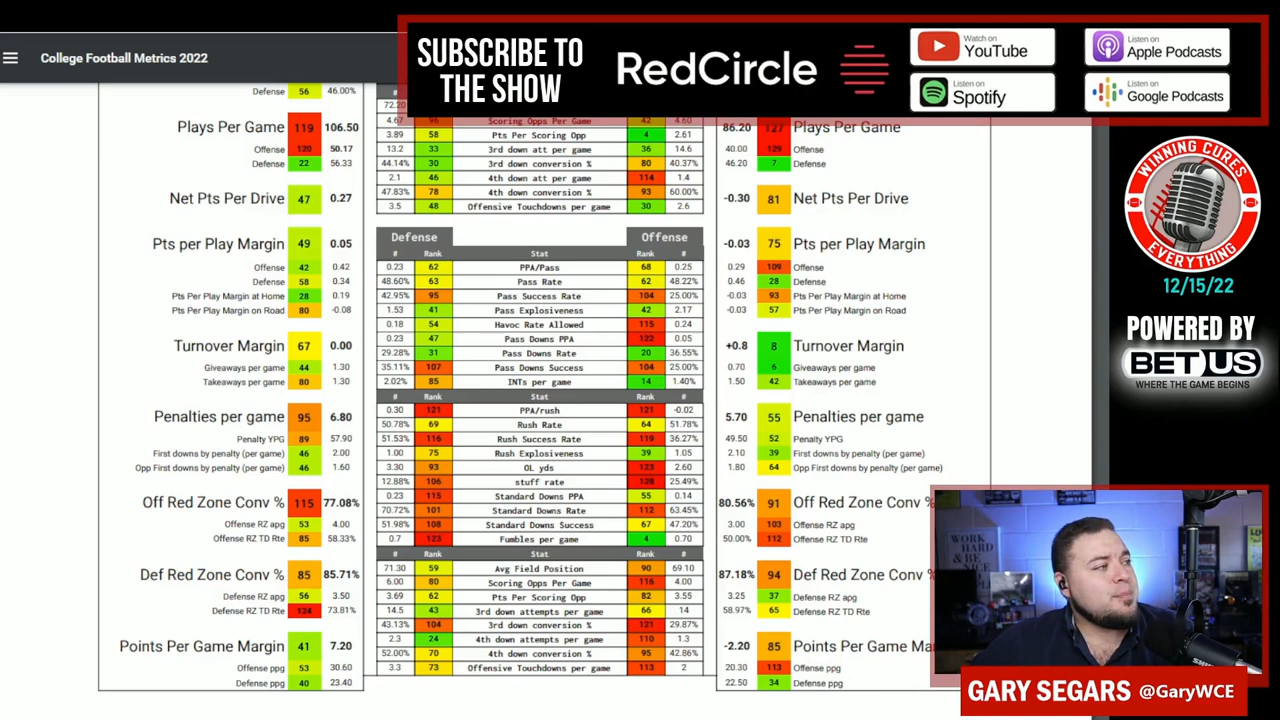 College Football Metrics 2022
SUBSCRIBE TO
THE SHOW
RedCircle
Watch on
YouTube
Listen on
Apple Podcasts
Listen on
Spotify
Listen on
Google Podcasts
WINNING CURES
EVERYTHING
12/15/22
POWERED BY
BETUS
WHERE THE GAME BEGINS
Defense 56 46.00%
Plays Per Game 119 106.50
Offense 120 50.17
Defense 22 56.33
Net Pts Per Drive 47 0.27
Pts per Play Margin 49 0.05
Offense 42 0.42
Defense 58 0.34
Pts Per Play Margin at Home 28 0.19
Pts Per Play Margin on Road 80 -0.08
Turnover Margin 67 0.00
Giveaways per game 44 1.30
Takeaways per game 80 1.30
Penalties per game 95 6.80
Penalty YPG 89 57.90
First downs by penalty (per game) 46 2.00
Opp First downs by penalty (per game) 46 1.60
Off Red Zone Conv % 115 77.08%
Offense RZ apg 53 4.00
Offense RZ TD Rte 85 58.33%
Def Red Zone Conv % 85 85.71%
Defense RZ apg 56 3.50
Defense RZ TD Rte 124 73.81%
Points Per Game Margin 41 7.20
Offense ppg 53 30.60
Defense ppg 40 23.40
#
72.20
4.67 96 Scoring Opps Per Game 42 4.60
3.89 58 Pts Per Scoring Opp 4 2.61
13.2 33 3rd down att per game 36 14.6
44.14% 30 3rd down conversion % 80 40.37%
2.1 46 4th down att per game 114 1.4
47.83% 78 4th down conversion % 93 60.00%
3.5 48 Offensive Touchdowns per game 30 2.6
Defense Offense
# Rank Stat Rank #
0.23 62 PPA/Pass 68 0.25
48.60% 63 Pass Rate 62 48.22%
42.95% 95 Pass Success Rate 104 25.00%
1.53 41 Pass Explosiveness 42 2.17
0.18 54 Havoc Rate Allowed 115 0.24
0.23 47 Pass Downs PPA 122 0.05
29.28% 31 Pass Downs Rate 20 36.55%
35.11% 107 Pass Downs Success 104 25.00%
2.02% 85 INTs per game 14 1.40%
# Rank Stat Rank #
0.30 121 PPA/rush 121 -0.02
50.78% 69 Rush Rate 64 51.78%
51.53% 116 Rush Success Rate 119 36.27%
1.00 75 Rush Explosiveness 39 1.05
3.30 93 OL yds 123 2.60
12.88% 106 stuff rate 128 25.49%
0.23 115 Standard Downs PPA 55 0.14
70.72% 101 Standard Downs Rate 112 63.45%
51.98% 108 Standard Downs Success 67 47.20%
0.7 123 Fumbles per game 4 0.70
# Rank Stat Rank #
71.30 59 Avg Field Position 90 69.10
6.00 80 Scoring Opps Per Game 116 4.00
3.69 62 Pts Per Scoring Opp 82 3.55
14.5 43 3rd down attempts per game 66 14
43.13% 104 3rd down conversion % 121 29.87%
2.3 24 4th down attempts per game 110 1.3
52.00% 70 4th down conversion % 95 42.86%
3.3 73 Offensive Touchdowns per game 113 2
86.20 127 Plays Per Game
40.00 129 Offense
46.20 7 Defense
-0.30 81 Net Pts Per Drive
-0.03 75 Pts per Play Margin
0.29 109 Offense
0.46 28 Defense
-0.03 93 Pts Per Play Margin at Home
-0.03 57 Pts Per Play Margin on Road
+0.8 8 Turnover Margin
0.70 6 Giveaways per game
1.50 42 Takeaways per game
5.70 55 Penalties per game
49.50 52 Penalty YPG
2.10 39 First downs by penalty (per game)
1.80 64 Opp First downs by penalty (per game)
80.56% 91 Off Red Zone Conv %
3.00 103 Offense RZ apg
50.00% 112 Offense RZ TD Rte
87.18% 94 Def Red Zone Conv %
3.25 37 Defense RZ apg
58.97% 65 Defense RZ TD Rte
-2.20 85 Points Per Game Ma
20.30 113 Offense ppg
22.50 34 Defense ppg
WORK
HARD &
GARY SEGARS @GaryWCE